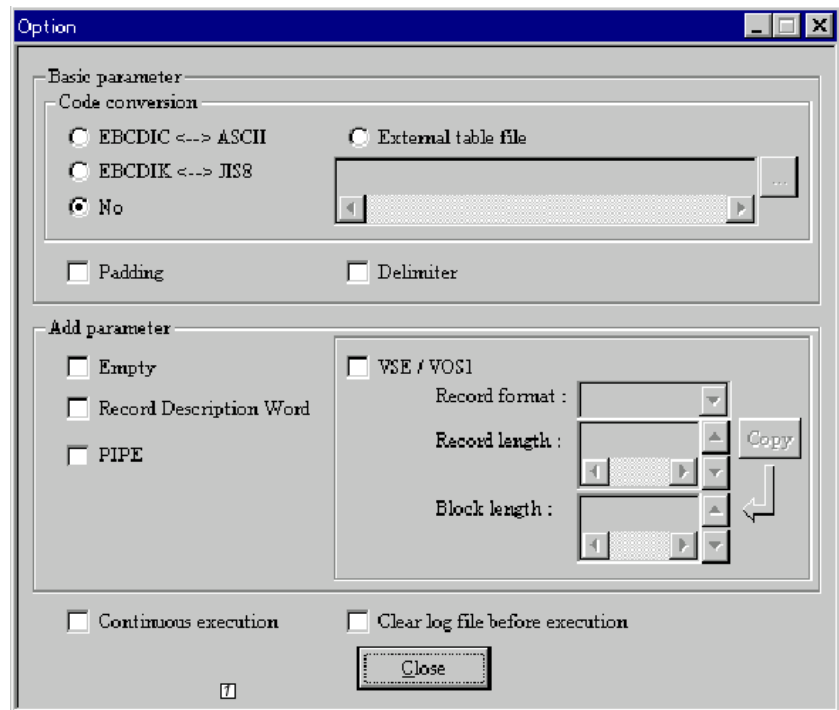 Option
Basic parameter
Code conversion
EBCDIC <--> ASCII
External table file
EBCDIK <--> JIS8
...
No
Padding
Delimiter
Add parameter
Empty
VSE / VOS1
Record format :
Record Description Word
Record length :
Copy
PIPE
Block length :
Continuous execution
Clear log file before execution
Close
1